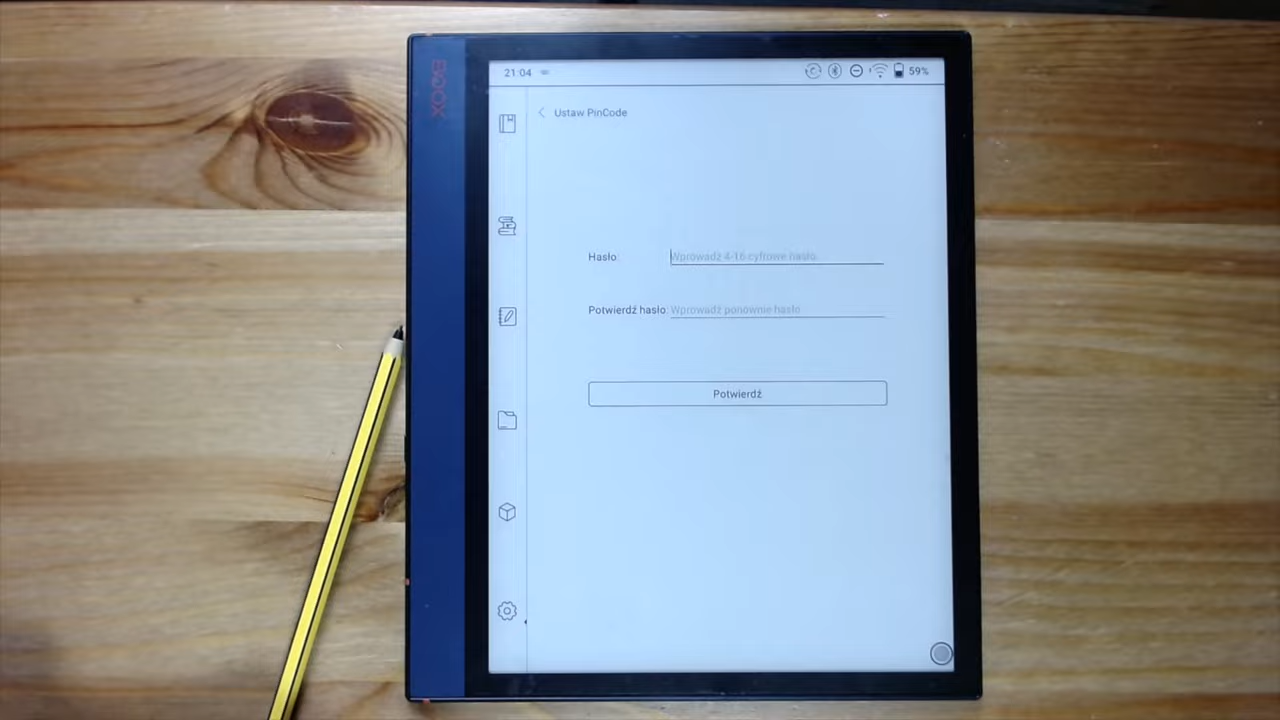 BOOX
21:04
59%
Ustaw PinCode
Hasło:
Wprowadź 4-16 cyfrowe hasło.
Potwierdź hasło:
Wprowadź ponownie hasło
Potwierdź